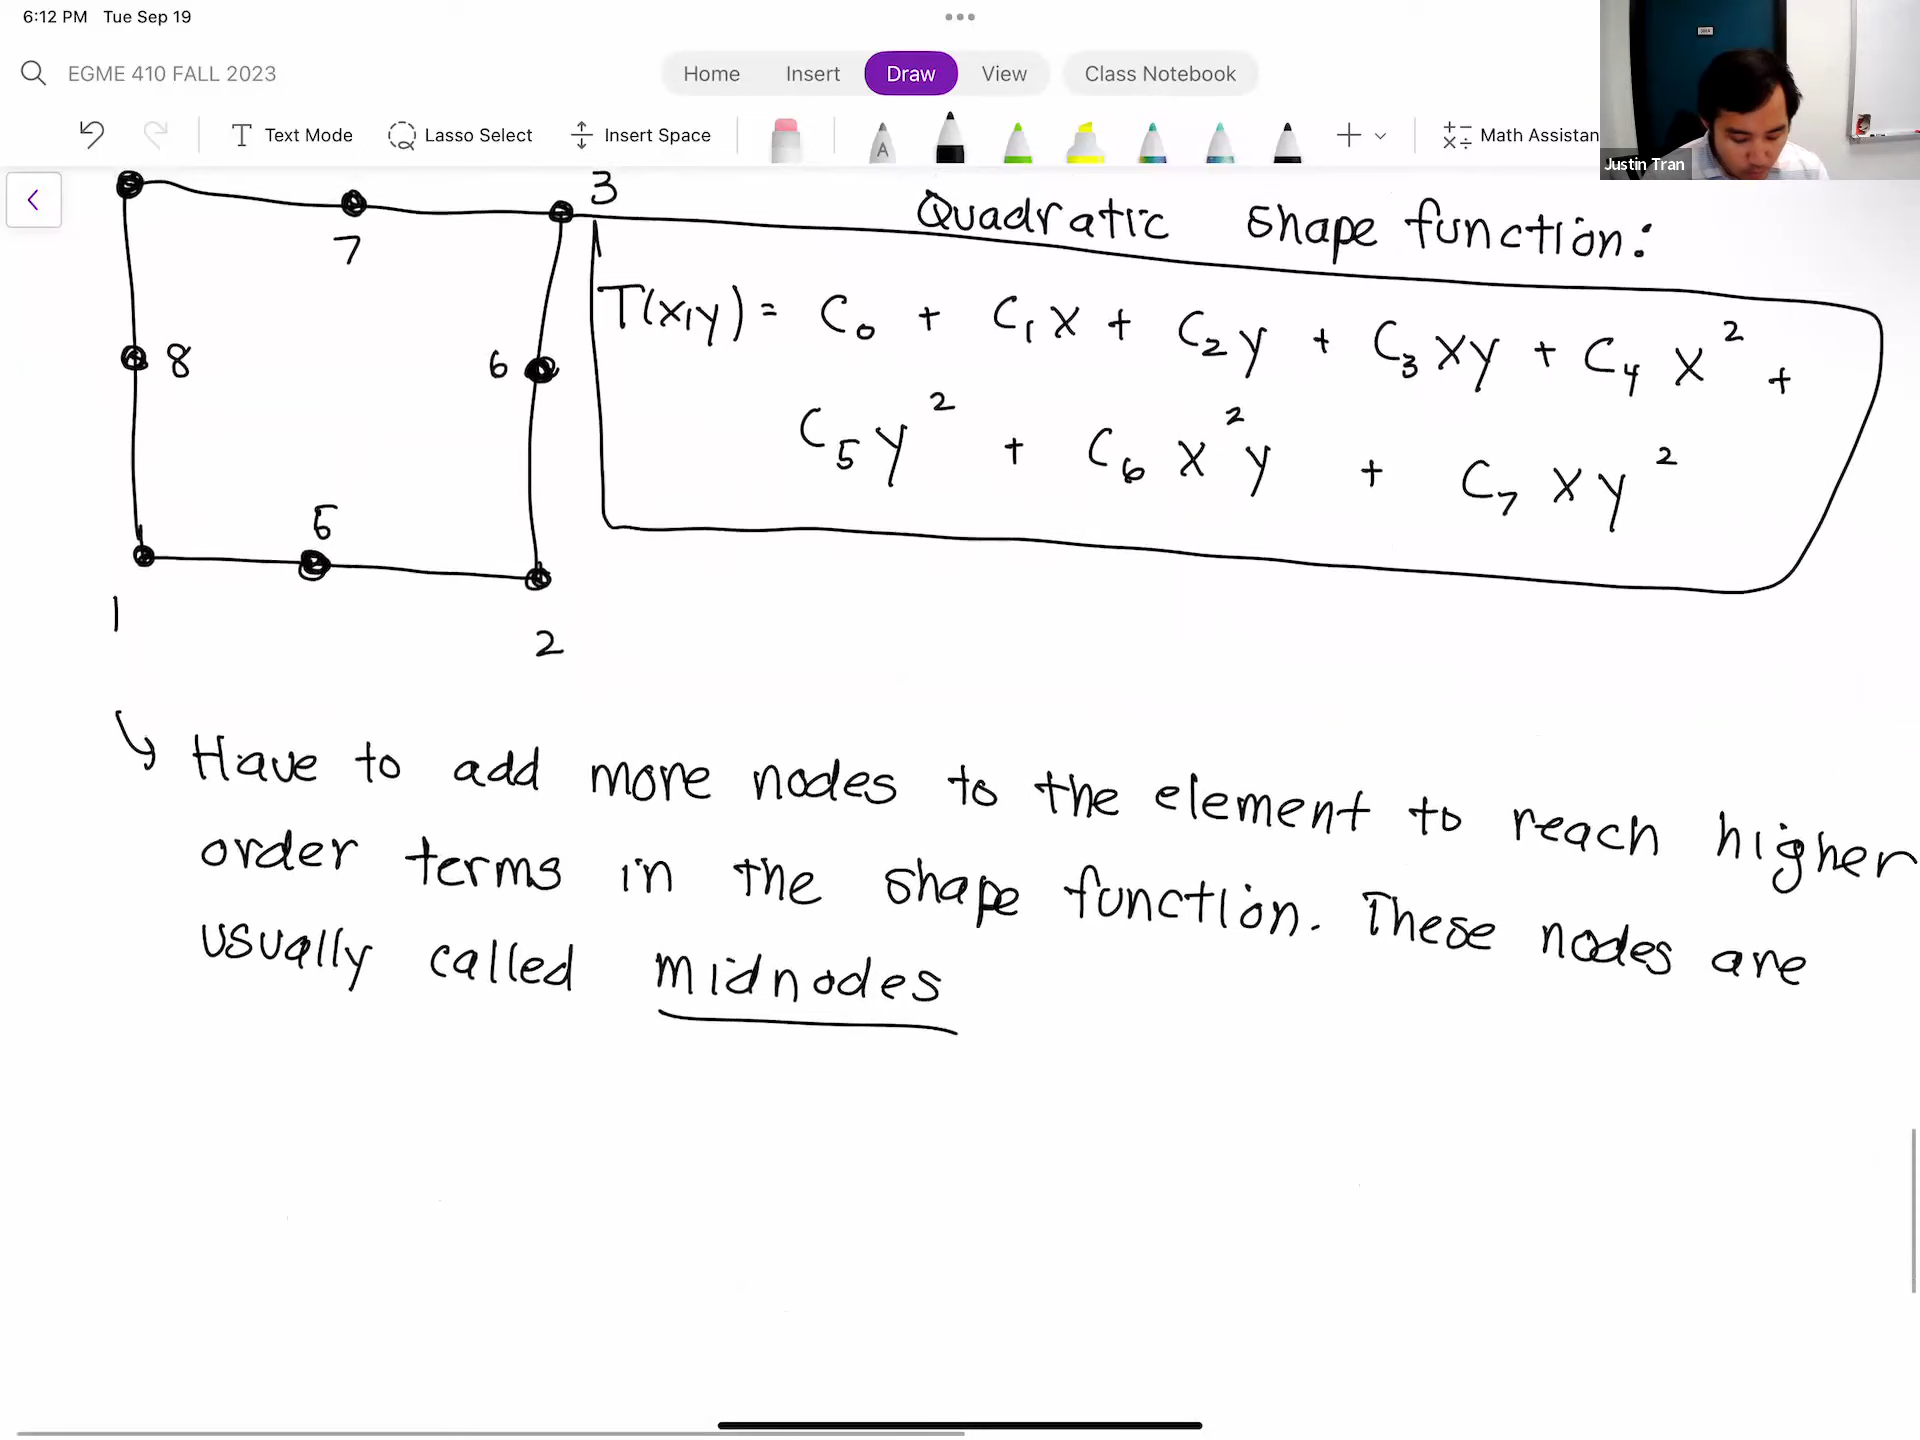 6:12 PM Tue Sep 19
EGME 410 FALL 2023
Home Insert Draw View Class Notebook
Text Mode Lasso Select Insert Space A Math Assistan
Justin Tran
3
7
8
6
5
1
2
Quadratic shape function:
T(x,y) = C₀ + C₁x + C₂y + C₃xy + C₄x² +
C₅y² + C₆x²y + C₇xy²
↳ Have to add more nodes to the element to reach higher
order terms in the shape function. These nodes are
usually called midnodes